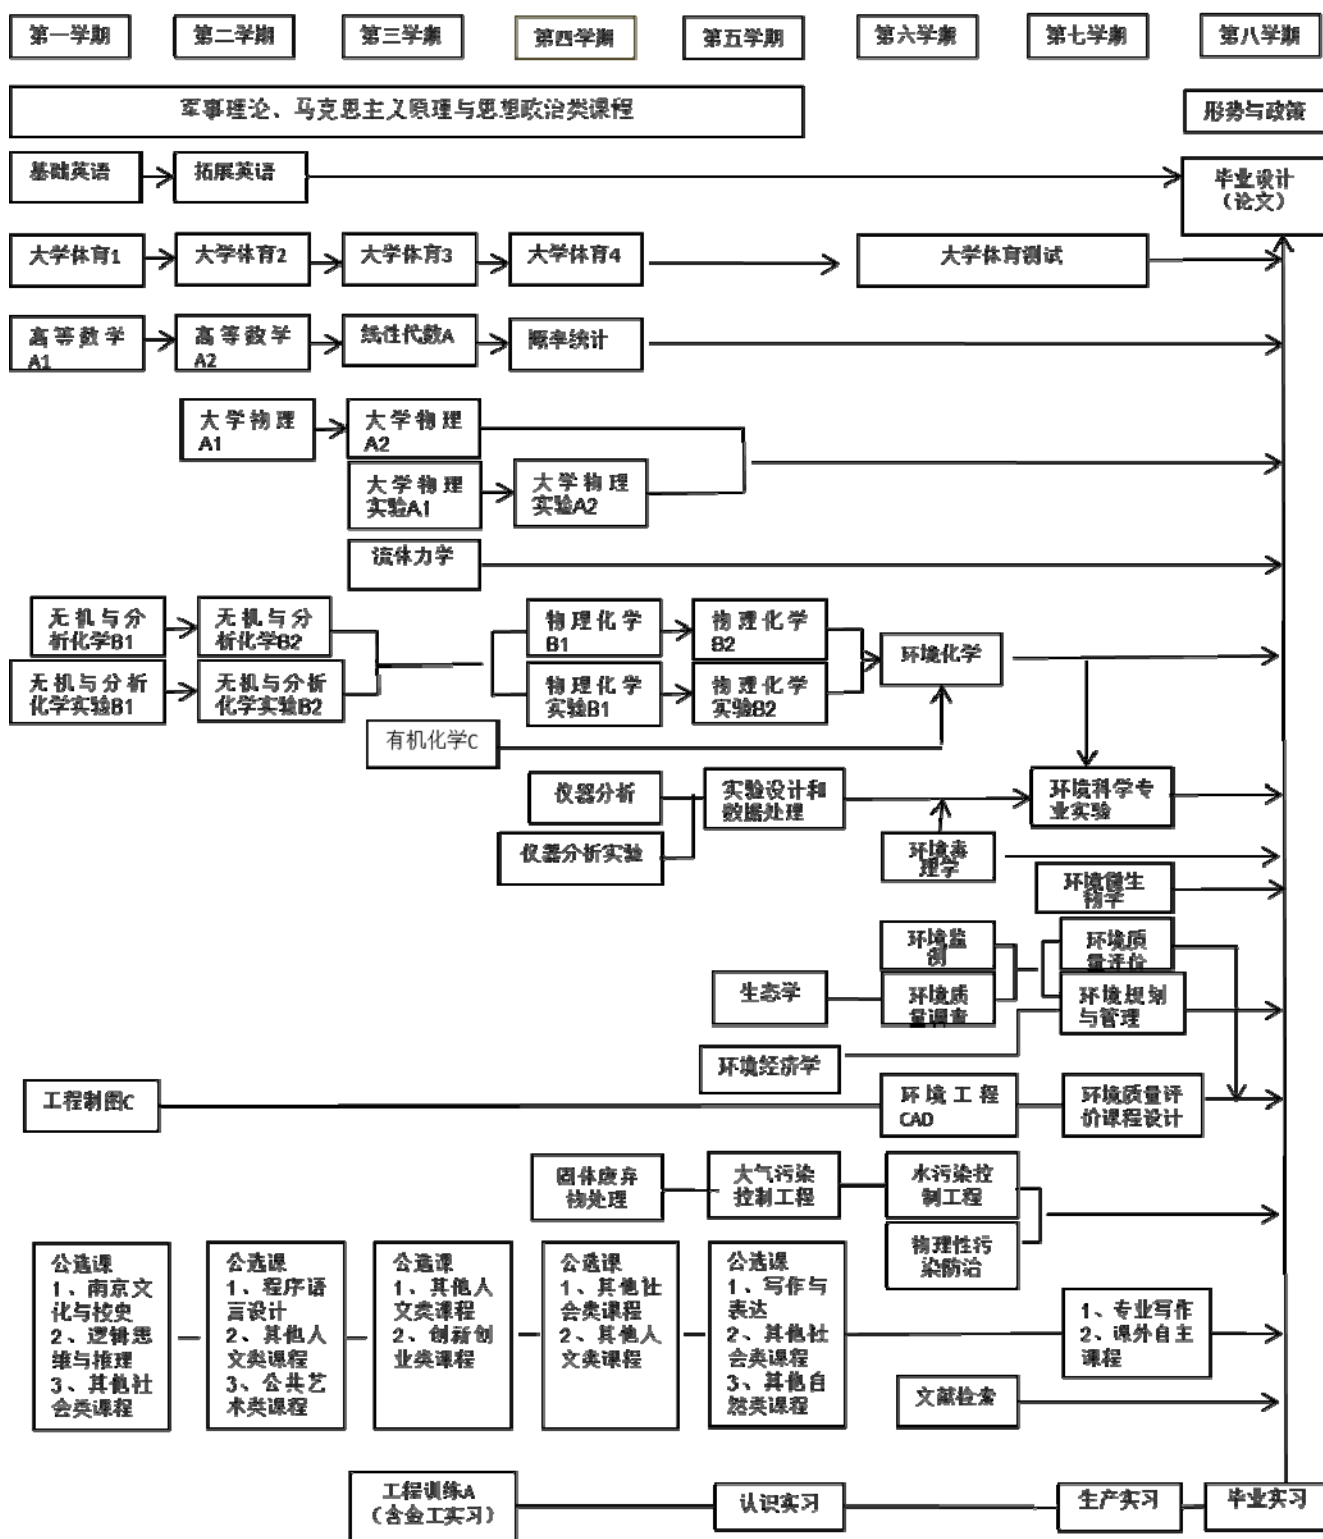 第一学期
第二学期
第三学期
第四学期
第五学期
第六学期
第七学期
第八学期
军事理论、马克思主义原理与思想政治类课程
形势与政策
基础英语
拓展英语
毕业设计
（论文）
大学体育1
大学体育2
大学体育3
大学体育4
大学体育测试
高等数学
A1
高等数学
A2
线性代数A
概率统计
大学物理
A1
大学物理
A2
大学物理
实验A1
大学物理
实验A2
流体力学
无机与分
析化学B1
无机与分
析化学B2
物理化学
B1
物理化学
B2
环境化学
无机与分析
化学实验B1
无机与分析
化学实验B2
物理化学
实验B1
物理化学
实验B2
有机化学C
仪器分析
实验设计和
数据处理
环境科学专
业实验
仪器分析实验
环境毒
理学
环境微生
物学
环境监
测
环境质
量评价
生态学
环境质
量调查
环境规划
与管理
环境经济学
工程制图C
环境工程
CAD
环境质量评
价课程设计
固体废弃
物处理
大气污染
控制工程
水污染控
制工程
物理性污
染防治
公选课
1、南京文
化与校史
2、逻辑思
维与推理
3、其他社
会类课程
公选课
1、程序语
言设计
2、其他人
文类课程
3、公共艺
术类课程
公选课
1、其他人
文类课程
2、创新创
业类课程
公选课
1、其他社
会类课程
2、其他人
文类课程
公选课
1、写作与
表达
2、其他社
会类课程
3、其他自
然类课程
1、专业写作
2、课外自主
课程
文献检索
工程训练A
（含金工实习）
认识实习
生产实习
毕业实习